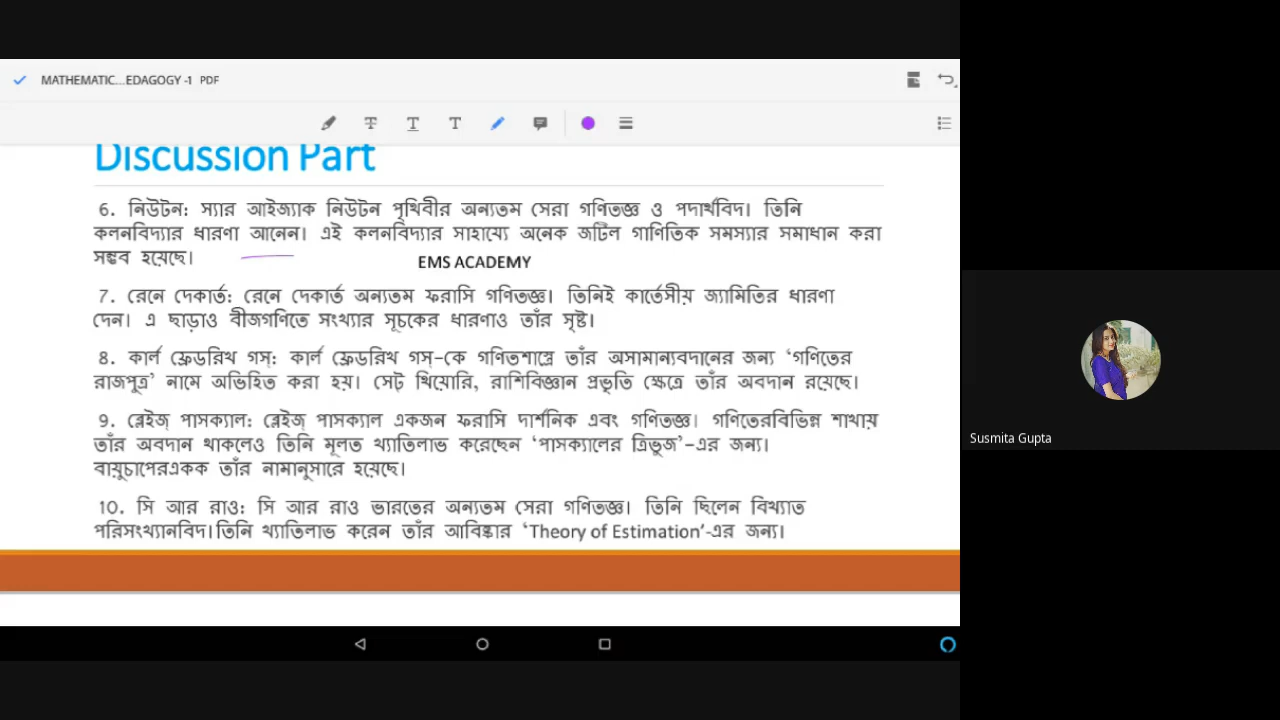 MATHEMATIC...EDAGOGY -1 PDF
Discussion Part
6. নিউটন: স্যার আইজ্যাক নিউটন পৃথিবীর অন্যতম সেরা গণিতজ্ঞ ও পদার্থবিদ। তিনি
কলনবিদ্যার ধারণা আনেন। এই কলনবিদ্যার সাহায্যে অনেক জটিল গাণিতিক সমস্যার সমাধান করা
সম্ভব হয়েছে।
EMS ACADEMY
7. রেনে দেকার্ত: রেনে দেকার্ত অন্যতম ফরাসি গণিতজ্ঞ। তিনিই কার্তেসীয় জ্যামিতির ধারণা
দেন। এ ছাড়াও বীজগণিতে সংখ্যার সূচকের ধারণাও তাঁর সৃষ্ট।
8. কার্ল ফ্রেডরিখ গস্: কার্ল ফ্রেডরিখ গস্-কে গণিতশাস্ত্রে তাঁর অসামান্যবদানের জন্য ‘গণিতের
রাজপুত্র’ নামে অভিহিত করা হয়। সেট্ থিয়োরি, রাশিবিজ্ঞান প্রভৃতি ক্ষেত্রে তাঁর অবদান রয়েছে।
9. ব্লেইজ্ পাসক্যাল: ব্লেইজ্ পাসক্যাল একজন ফরাসি দার্শনিক এবং গণিতজ্ঞ। গণিতেরবিভিন্ন শাখায়
তাঁর অবদান থাকলেও তিনি মূলত খ্যাতিলাভ করেছেন ‘পাসক্যালের ত্রিভুজ’-এর জন্য।
বায়ুচাপেরএকক তাঁর নামানুসারে হয়েছে।
10. সি আর রাও: সি আর রাও ভারতের অন্যতম সেরা গণিতজ্ঞ। তিনি ছিলেন বিখ্যাত
পরিসংখ্যানবিদ।তিনি খ্যাতিলাভ করেন তাঁর আবিষ্কার ‘Theory of Estimation’-এর জন্য।
Susmita Gupta